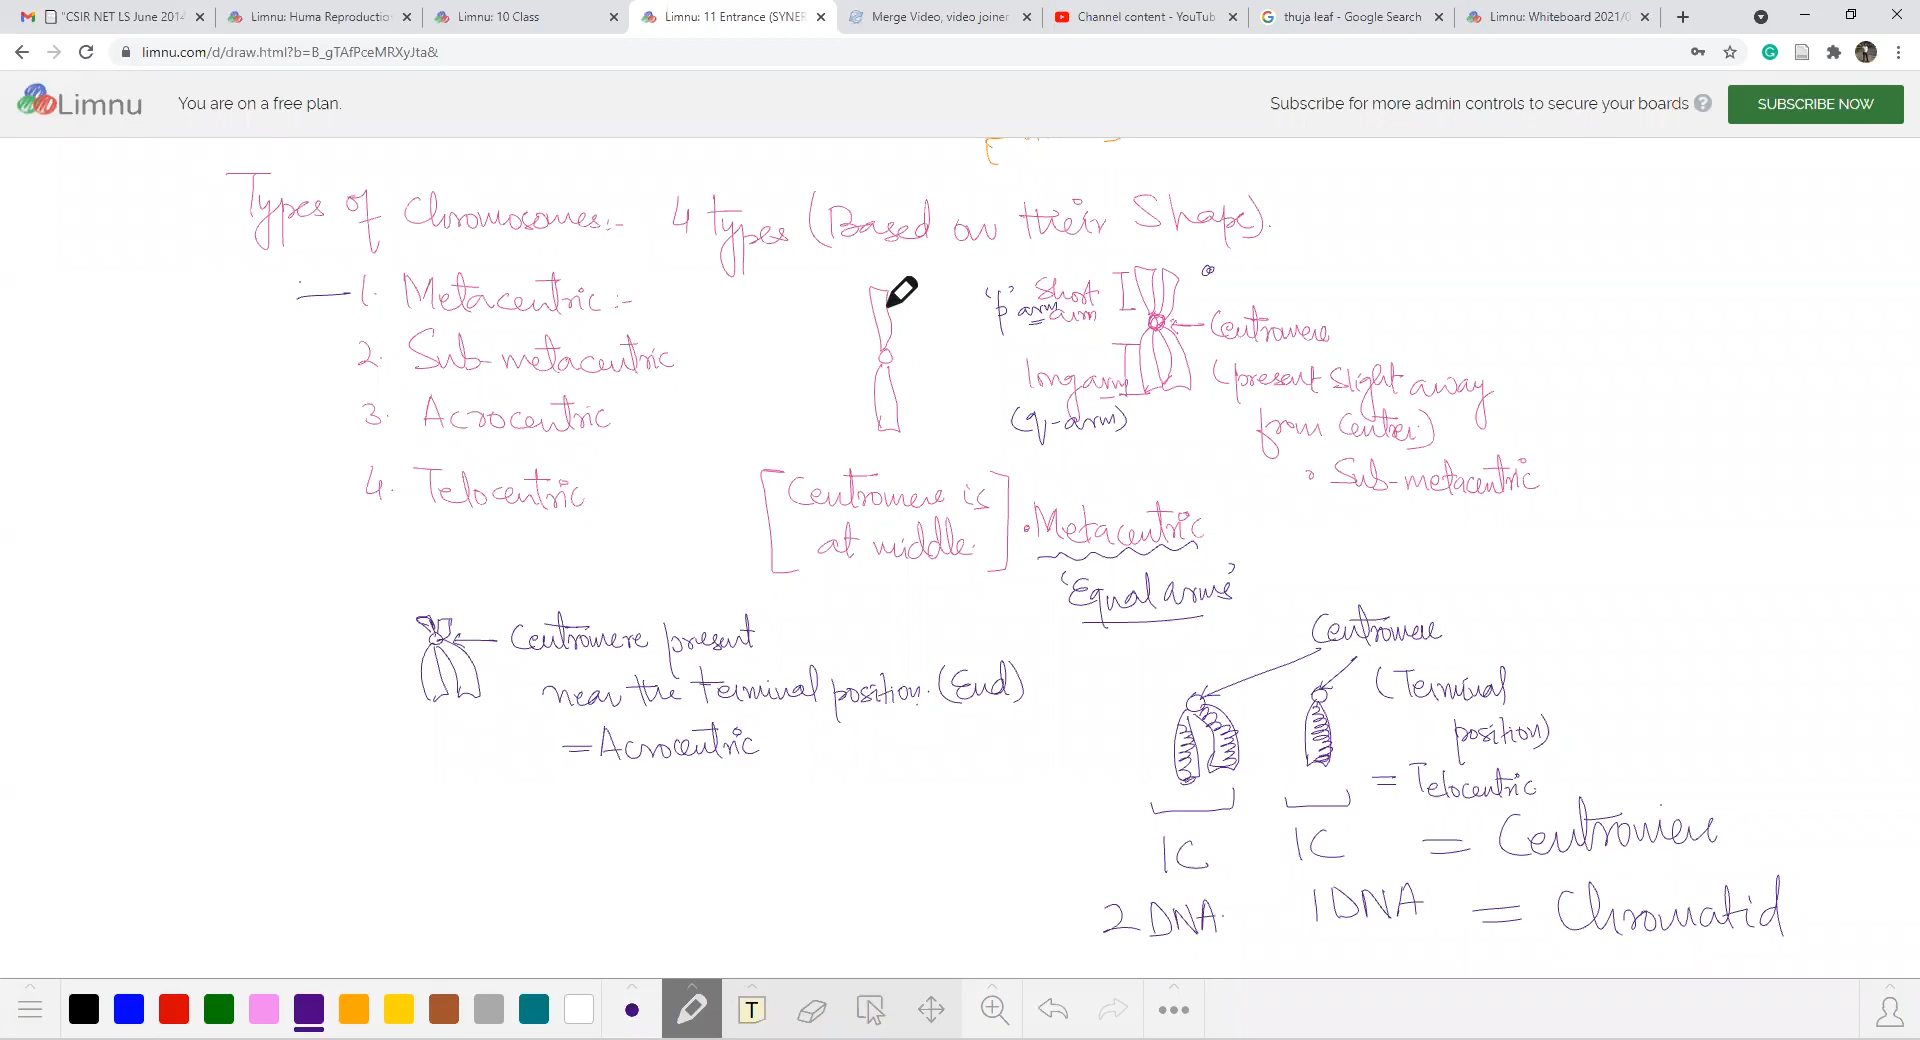 "CSIR NET LS June 2014
Limnu: Huma Reproductio
Limnu: 10 Class
Limnu: 11 Entrance (SYNER
Merge Video, video joiner
Channel content - YouTub
thuja leaf - Google Search
Limnu: Whiteboard 2021/0
limnu.com/d/draw.html?b=B_gTAfPceMRXyJta&
Limnu
You are on a free plan.
Subscribe for more admin controls to secure your boards ?
SUBSCRIBE NOW
Types of Chromosomes:- 4 types (Based on their Shape).
1. Metacentric :-
2. Sub-metacentric
3. Acrocentric
4. Telocentric
'p' arm
Short
arm
Centromere
long arm
(q-arm)
(present slight away
from center)
Sub-metacentric
[Centromere is
at middle.]
Metacentric
'Equal arms'
Centromere present
near the terminal position. (End)
= Acrocentric
Centromere
(Terminal
position)
= Telocentric
1C 1C = Centromere
2 DNA. 1 DNA = Chromatid
T